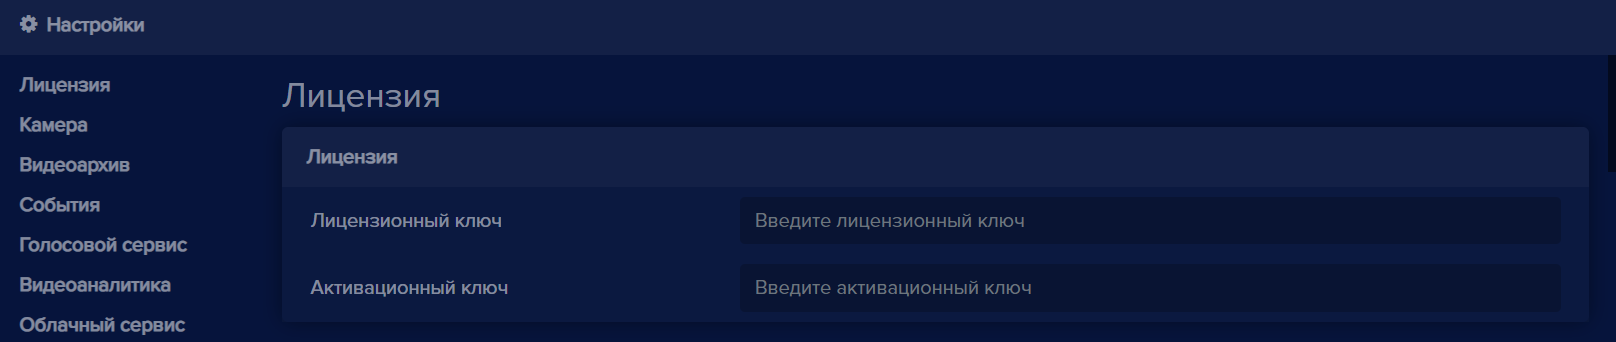 Настройки
Лицензия
Камера
Видеоархив
События
Голосовой сервис
Видеоаналитика
Облачный сервис
Лицензия
Лицензия
Лицензионный ключ Введите лицензионный ключ
Активационный ключ Введите активационный ключ